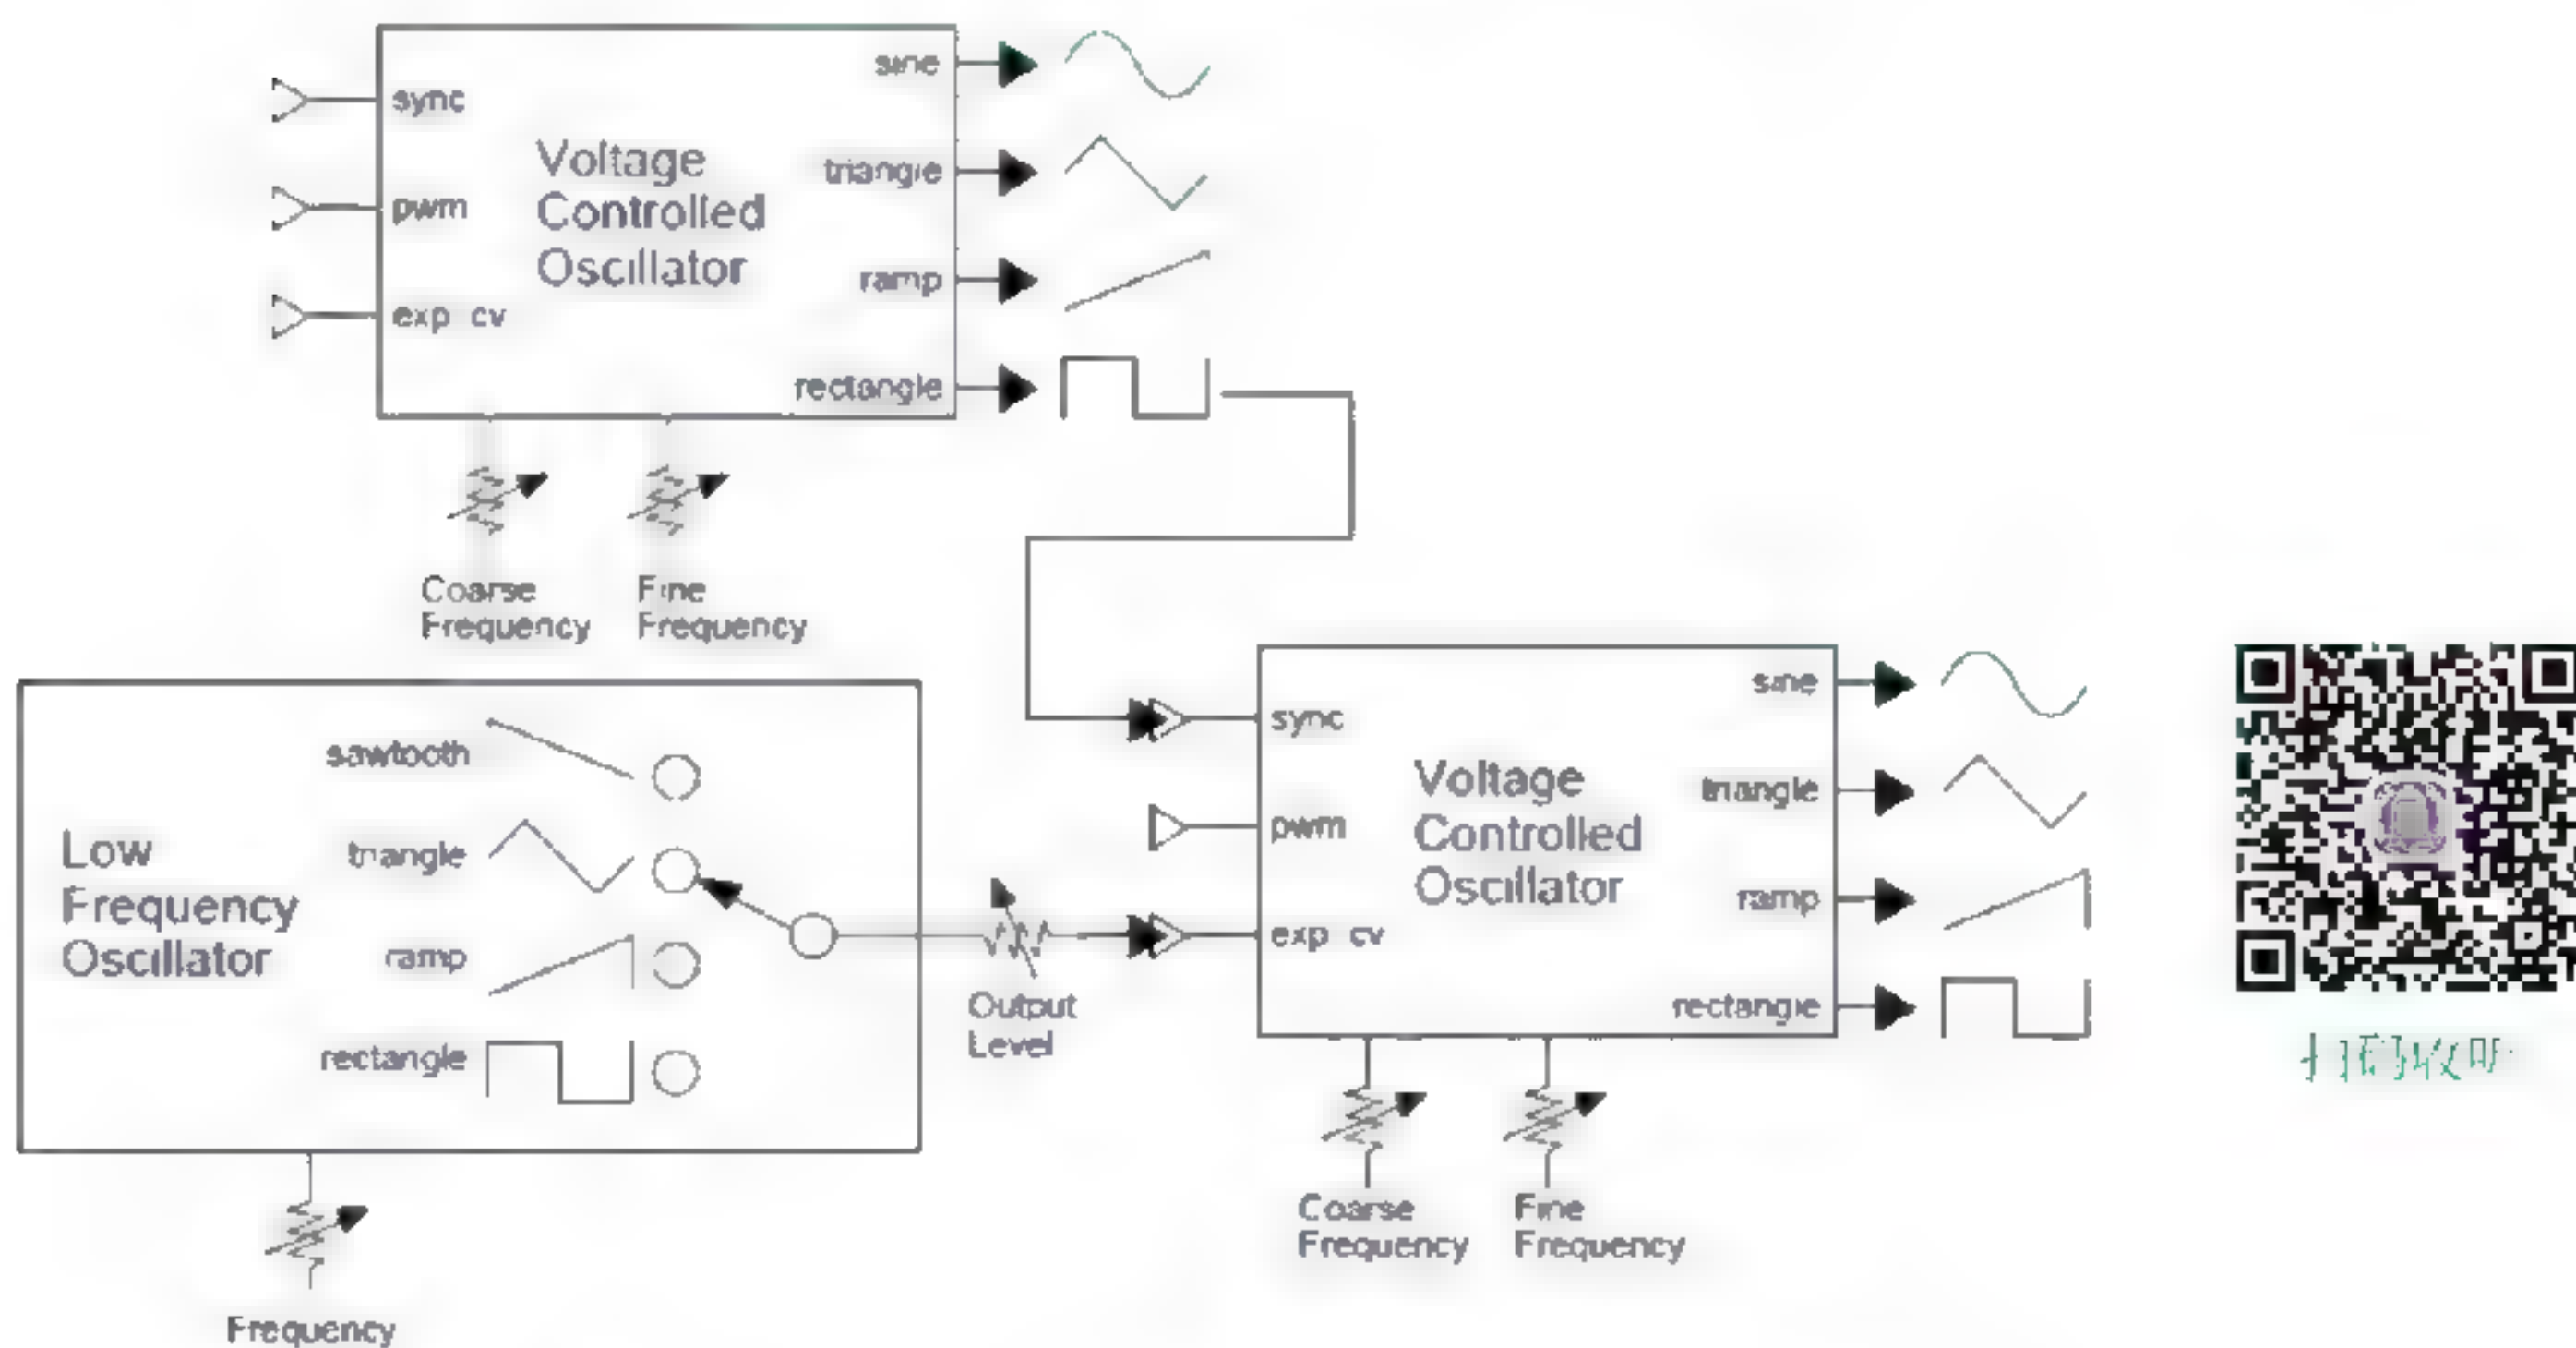 sync
pwm
exp cv
Voltage
Controlled
Oscillator
sine
triangle
ramp
rectangle
Coarse
Frequency
Fine
Frequency
Low
Frequency
Oscillator
sawtooth
triangle
ramp
rectangle
Frequency
Output
Level
sync
pwm
exp cv
Voltage
Controlled
Oscillator
sine
triangle
ramp
rectangle
Coarse
Frequency
Fine
Frequency